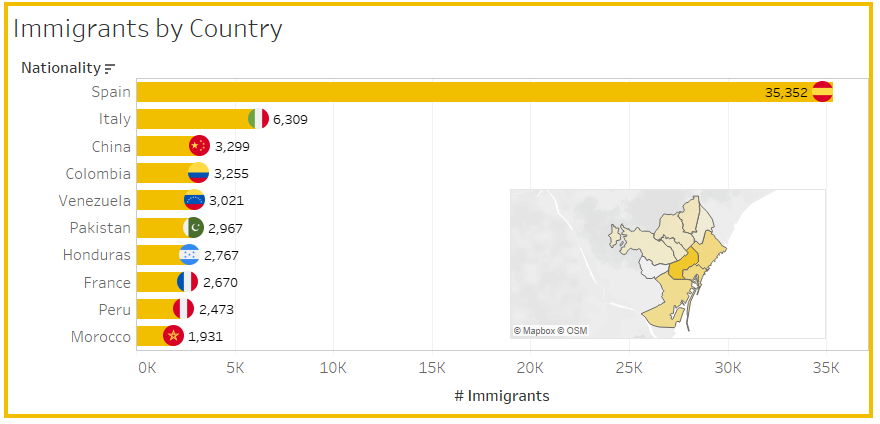 Immigrants by Country
Nationality
Spain 35,352
Italy 6,309
China 3,299
Colombia 3,255
Venezuela 3,021
Pakistan 2,967
Honduras 2,767
France 2,670
Peru 2,473
Morocco 1,931
© Mapbox © OSM
0K 5K 10K 15K 20K 25K 30K 35K
# Immigrants